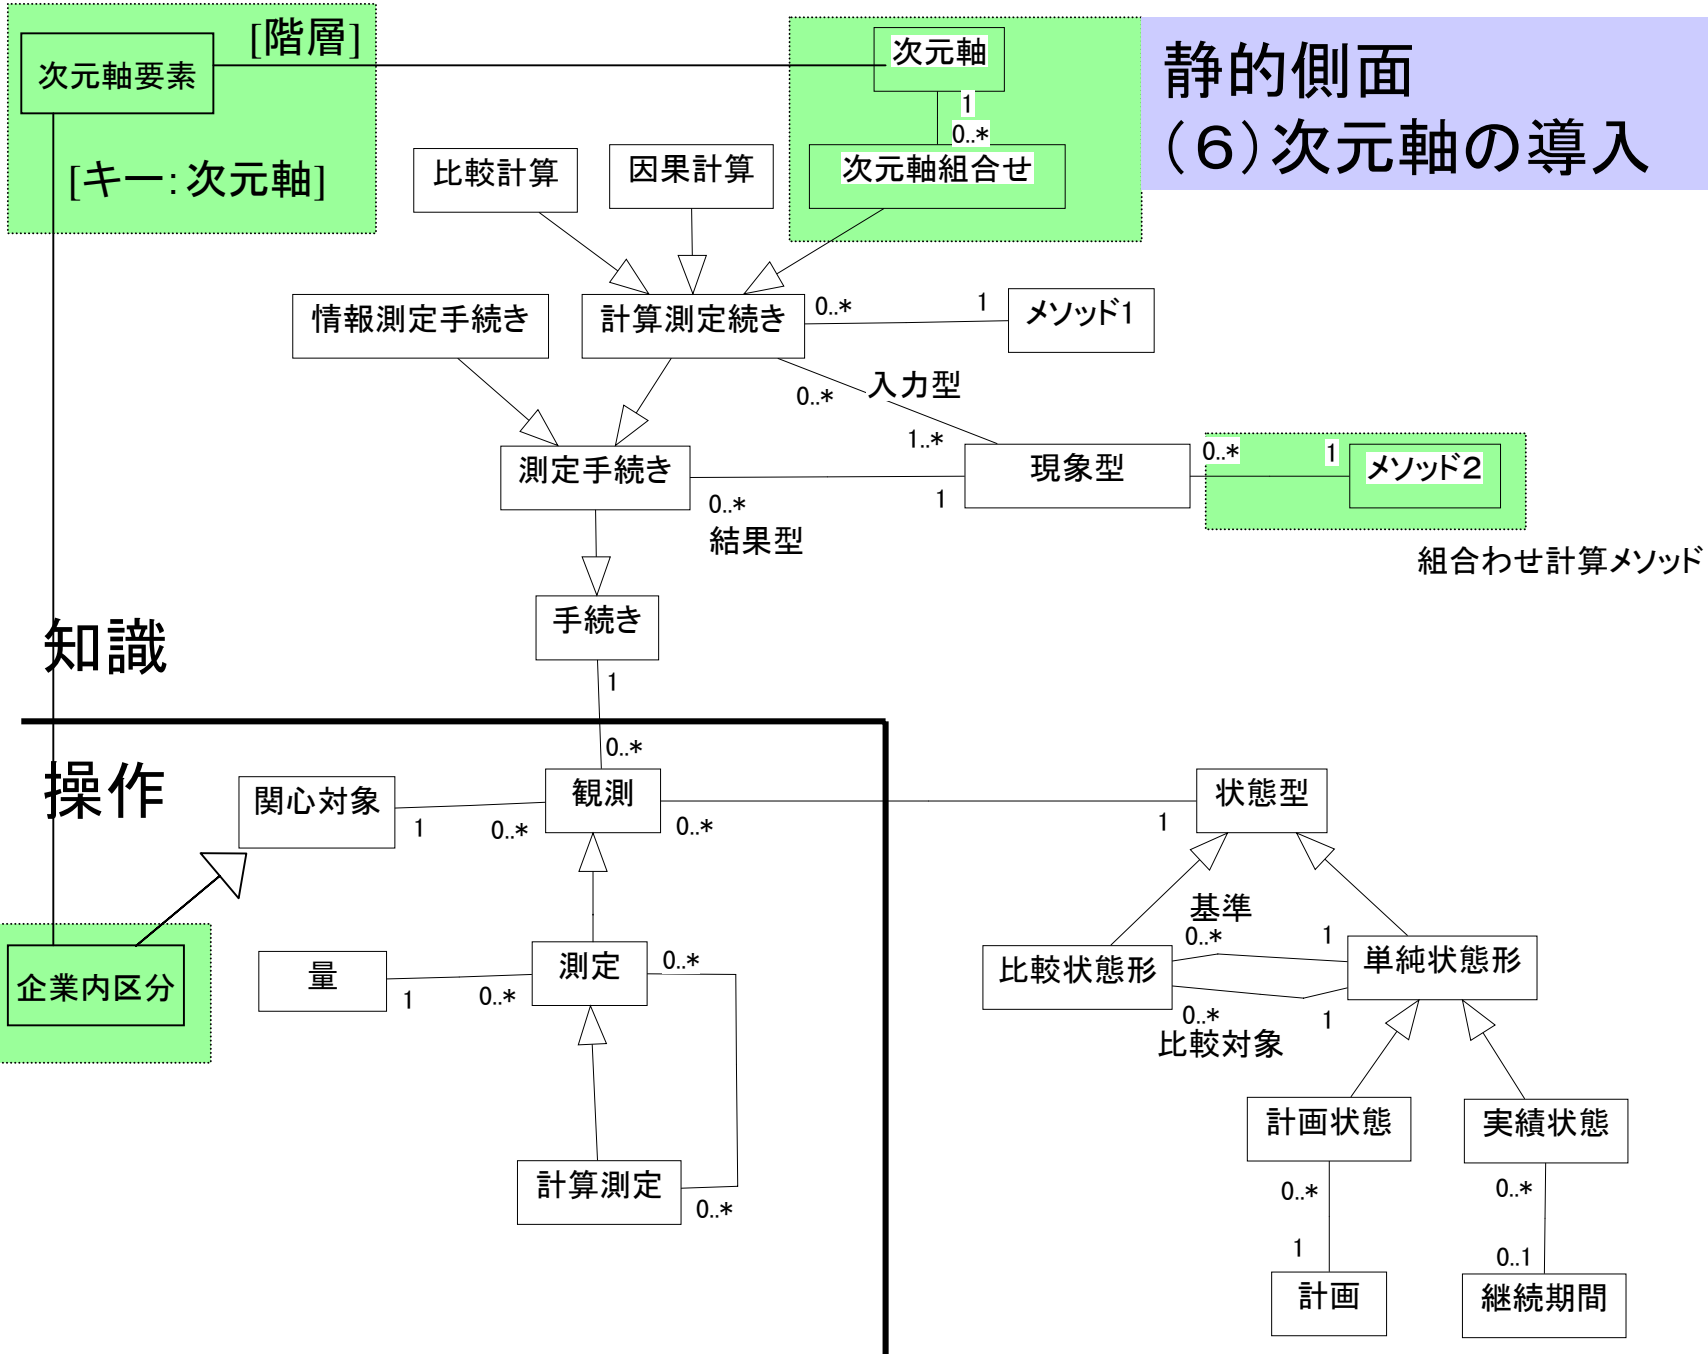 [階層]
次元軸要素
[キー：次元軸]
次元軸
1
0..*
次元軸組合せ
静的側面
（６）次元軸の導入
比較計算
因果計算
情報測定手続き
計算測定続き
0..*
1
メソッド1
0..*
入力型
1..*
測定手続き
0..*
結果型
1
現象型
0..*
1
メソッド２
組合わせ計算メソッド
手続き
1
知識
操作
0..*
関心対象
1
0..*
観測
0..*
1
状態型
企業内区分
量
1
0..*
測定
0..*
計算測定
0..*
基準
0..*
1
比較状態形
単純状態形
0..*
1
比較対象
計画状態
実績状態
0..*
0..*
1
0..1
計画
継続期間